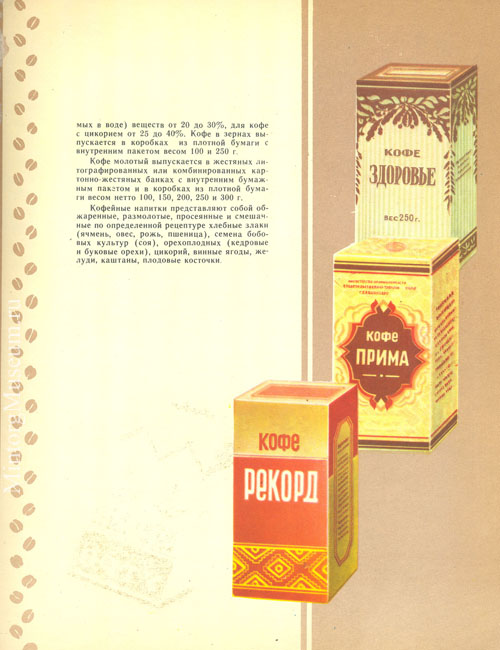 мых в воде) веществ от 20 до 30%, для кофе
с цикорием от 25 до 40%. Кофе в зернах вы-
пускается в коробках из плотной бумаги с
внутренним пакетом весом 100 и 250 г.
Кофе молотый выпускается в жестяных ли-
тографированных или комбинированных кар-
тонно-жестяных банках с внутренним бумаж-
ным пакетом и в коробках из плотной бума-
ги весом нетто 100, 150, 200, 250 и 300 г.
Кофейные напитки представляют собой об-
жаренные, размолотые, просеянные и смешан-
ные по определенной рецептуре хлебные злаки
(ячмень, овес, рожь, пшеница), семена бобо-
вых культур (соя), орехоплодных (кедровые
и буковые орехи), цикорий, винные ягоды, же-
луди, каштаны, плодовые косточки.
КОФЕ
ЗДОРОВЬЕ
ВЕС 250 г.
КОФЕ
ПРИМА
КОФЕ
РЕКОРД